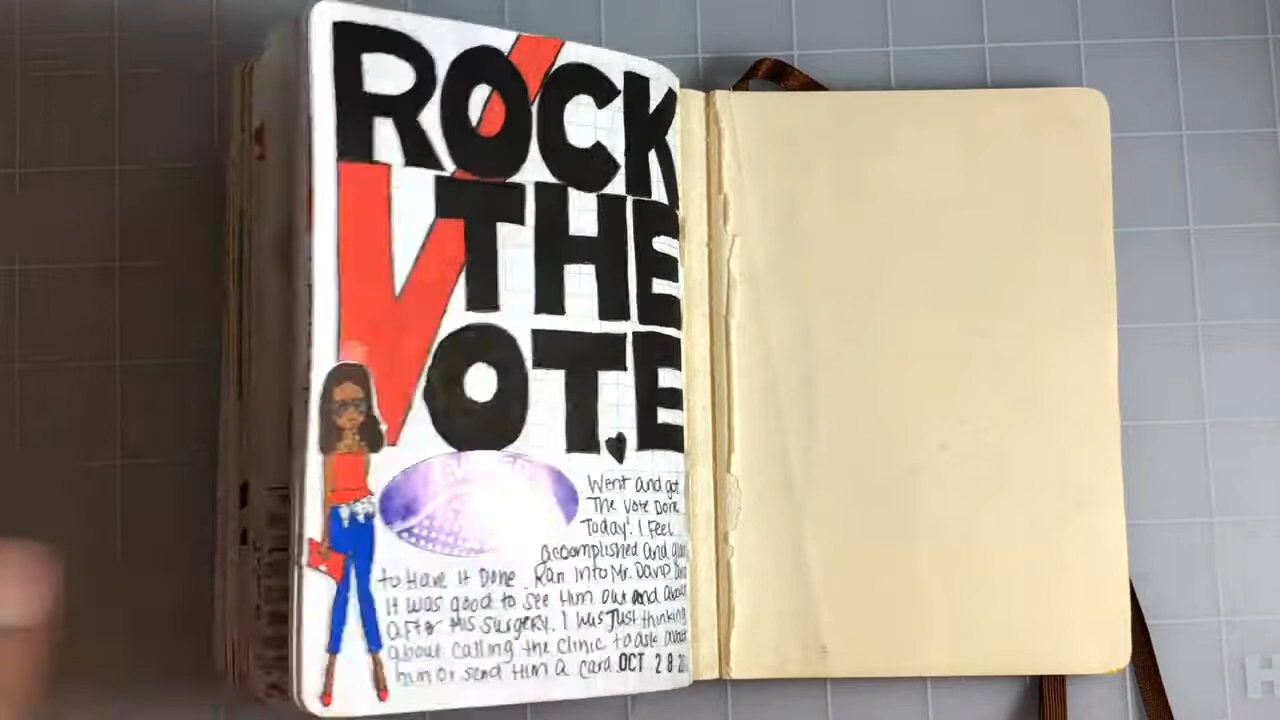 ROCK
THE
VOTE
Went and got
The Vote Done
Today. I Feel
accomplished and
to Have it Done. Ran into Mr. David
it was good to see Him out and about
after His surgery. I was Just thinking
about calling the clinic to ask about
him or send Him a card. OCT 28